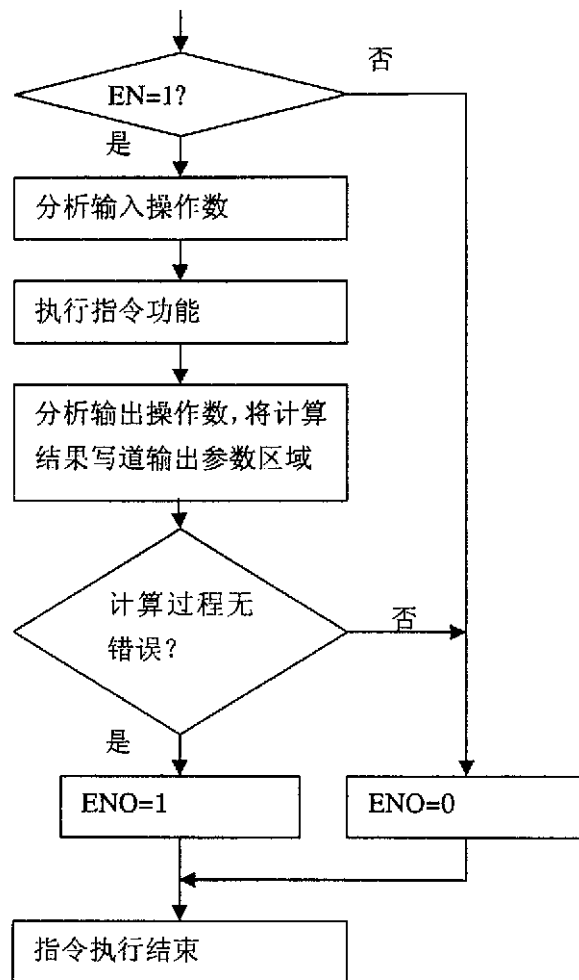 否
EN=1?
是
分析输入操作数
执行指令功能
分析输出操作数，将计算
结果写道输出参数区域
计算过程无
错误？
否
是
ENO=1
ENO=0
指令执行结束